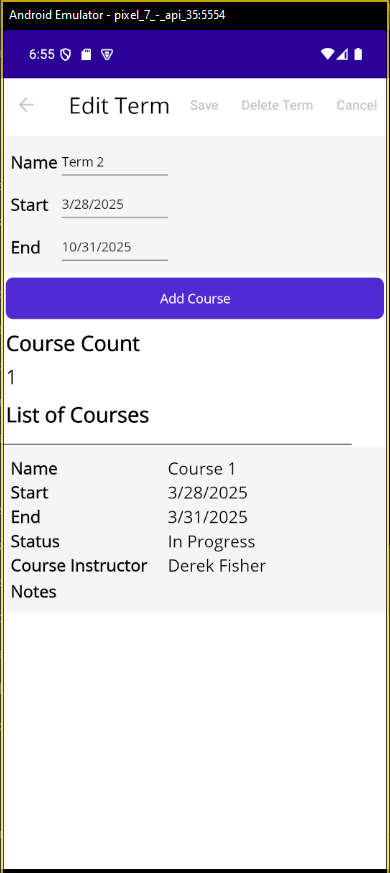 Android Emulator - pixel_7_-_api_35:5554
6:55
Edit Term Save Delete Term Cancel
Name Term 2
Start 3/28/2025
End 10/31/2025
Add Course
Course Count
1
List of Courses
Name Course 1
Start 3/28/2025
End 3/31/2025
Status In Progress
Course Instructor Derek Fisher
Notes